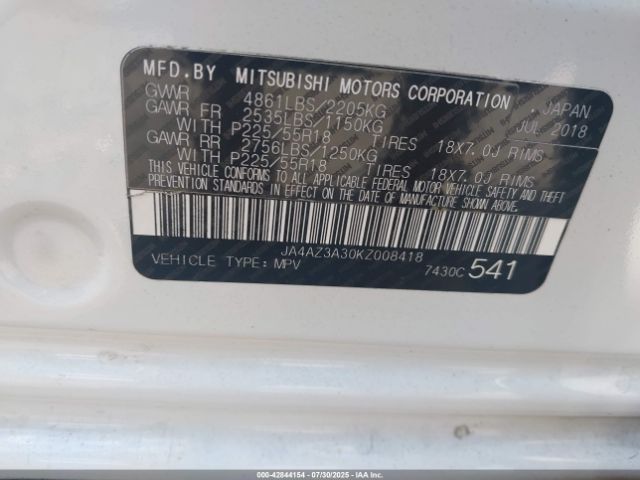 MFD.BY MITSUBISHI MOTORS CORPORATION , JAPAN
GVWR 4861LBS/2205KG JUL 2018
GAWR FR 2535LBS/1150KG
WITH P225/55R18 TIRES 18X7.0J RIMS
GAWR RR 2756LBS/1250KG
WITH P225/55R18 TIRES 18X7.0J RIMS
THIS VEHICLE CONFORMS TO ALL APPLICABLE FEDERAL MOTOR VEHICLE SAFETY AND THEFT
PREVENTION STANDARDS IN EFFECT ON THE DATE OF MANUFACTURE SHOWN ABOVE.
JA4AZ3A30KZ008418
VEHICLE TYPE: MPV 7430C 541
000-42844154 | 07/30/2025 - IAAI.COM